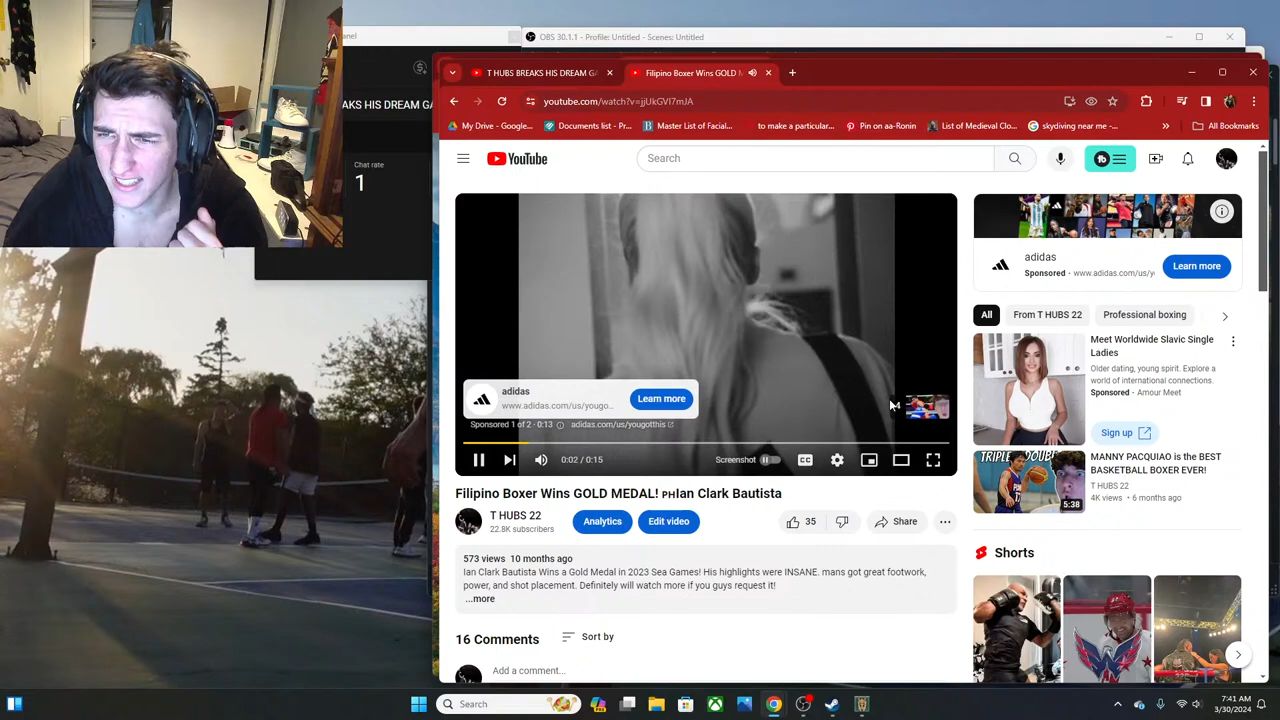 anel
OBS 30.1.1 - Profile: Untitled - Scenes: Untitled
T HUBS BREAKS HIS DREAM GA
Filipino Boxer Wins GOLD M
AKS HIS DREAM GA
youtube.com/watch?v=jjUkGVI7mJA
My Drive - Google...
Documents list - Pr...
Master List of Facial...
to make a particular...
Pin on aa-Ronin
List of Medieval Clo...
skydiving near me -...
All Bookmarks
Chat rate
1
YouTube
Search
adidas
Sponsored · www.adidas.com/us/yo
Learn more
All
From T HUBS 22
Professional boxing
Meet Worldwide Slavic Single
Ladies
Older dating, young spirit. Explore a
world of international connections.
Sponsored · Amour Meet
Sign up
adidas
www.adidas.com/us/yougo...
Learn more
Sponsored 1 of 2 · 0:13
adidas.com/us/yougotthis
0:02 / 0:15
Screenshot
CC
TRIPLE DOUBLE
5:38
MANNY PACQUIAO is the BEST
BASKETBALL BOXER EVER!
T HUBS 22
4K views · 6 months ago
Filipino Boxer Wins GOLD MEDAL! 🇵🇭Ian Clark Bautista
T HUBS 22
22.8K subscribers
Analytics
Edit video
35
Share
573 views 10 months ago
Ian Clark Bautista Wins a Gold Medal in 2023 Sea Games! His highlights were INSANE. mans got great footwork,
power, and shot placement. Definitely will watch more if you guys request it!
...more
Shorts
16 Comments
Sort by
Add a comment...
Search
7:41 AM
3/30/2024